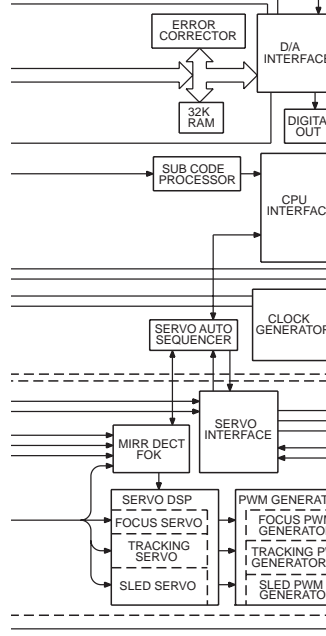 ERROR
CORRECTOR
D/A
INTERFACE
32K
RAM
DIGITA
OUT
SUB CODE
PROCESSOR
CPU
INTERFAC
CLOCK
GENERATOR
SERVO AUTO
SEQUENCER
SERVO
INTERFACE
MIRR DECT
FOK
SERVO DSP
PWM GENERAT
FOCUS SERVO
FOCUS PWM
GENERATO
TRACKING
SERVO
TRACKING P
GENERATO
SLED SERVO
SLED PWM
GENERATO